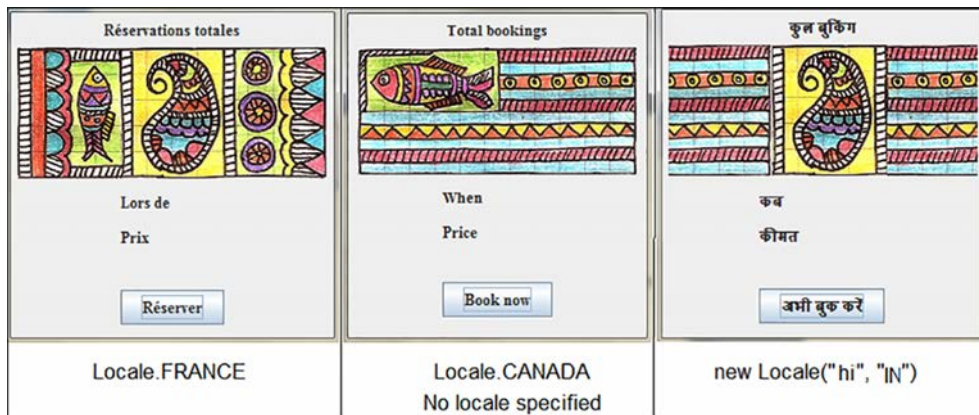 Réservations totales
Lors de
Prix
Réserver
Locale.FRANCE
Total bookings
When
Price
Book now
Locale.CANADA
No locale specified
कुल बुकिंग
कब
कीमत
अभी बुक करें
new Locale("hi", "IN")